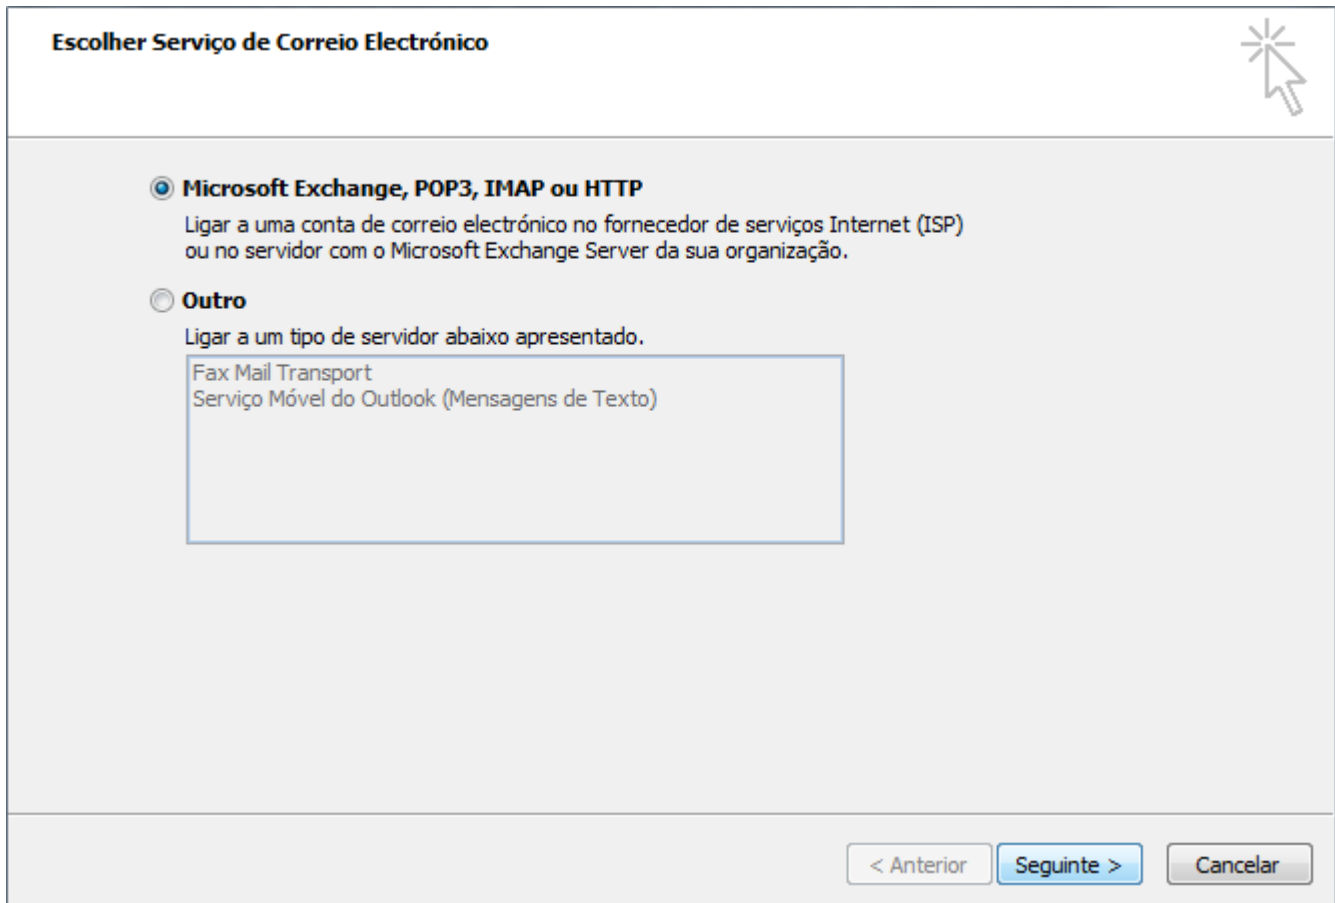 Escolher Serviço de Correio Electrónico
Microsoft Exchange, POP3, IMAP ou HTTP
Ligar a uma conta de correio electrónico no fornecedor de serviços Internet (ISP)
ou no servidor com o Microsoft Exchange Server da sua organização.
Outro
Ligar a um tipo de servidor abaixo apresentado.
Fax Mail Transport
Serviço Móvel do Outlook (Mensagens de Texto)
< Anterior Seguinte > Cancelar